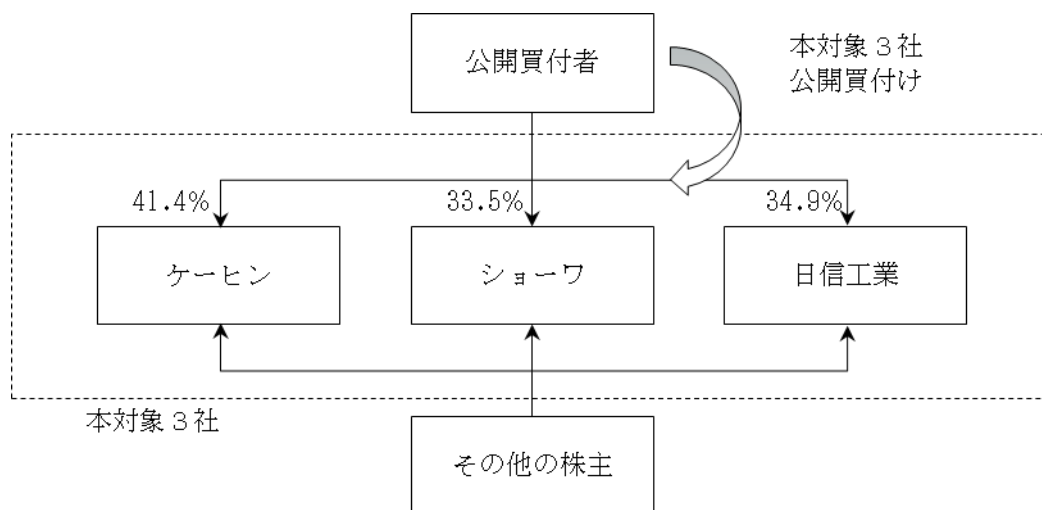 公開買付者
本対象３社
公開買付け
41.4%
33.5%
34.9%
ケーヒン
ショーワ
日信工業
本対象３社
その他の株主